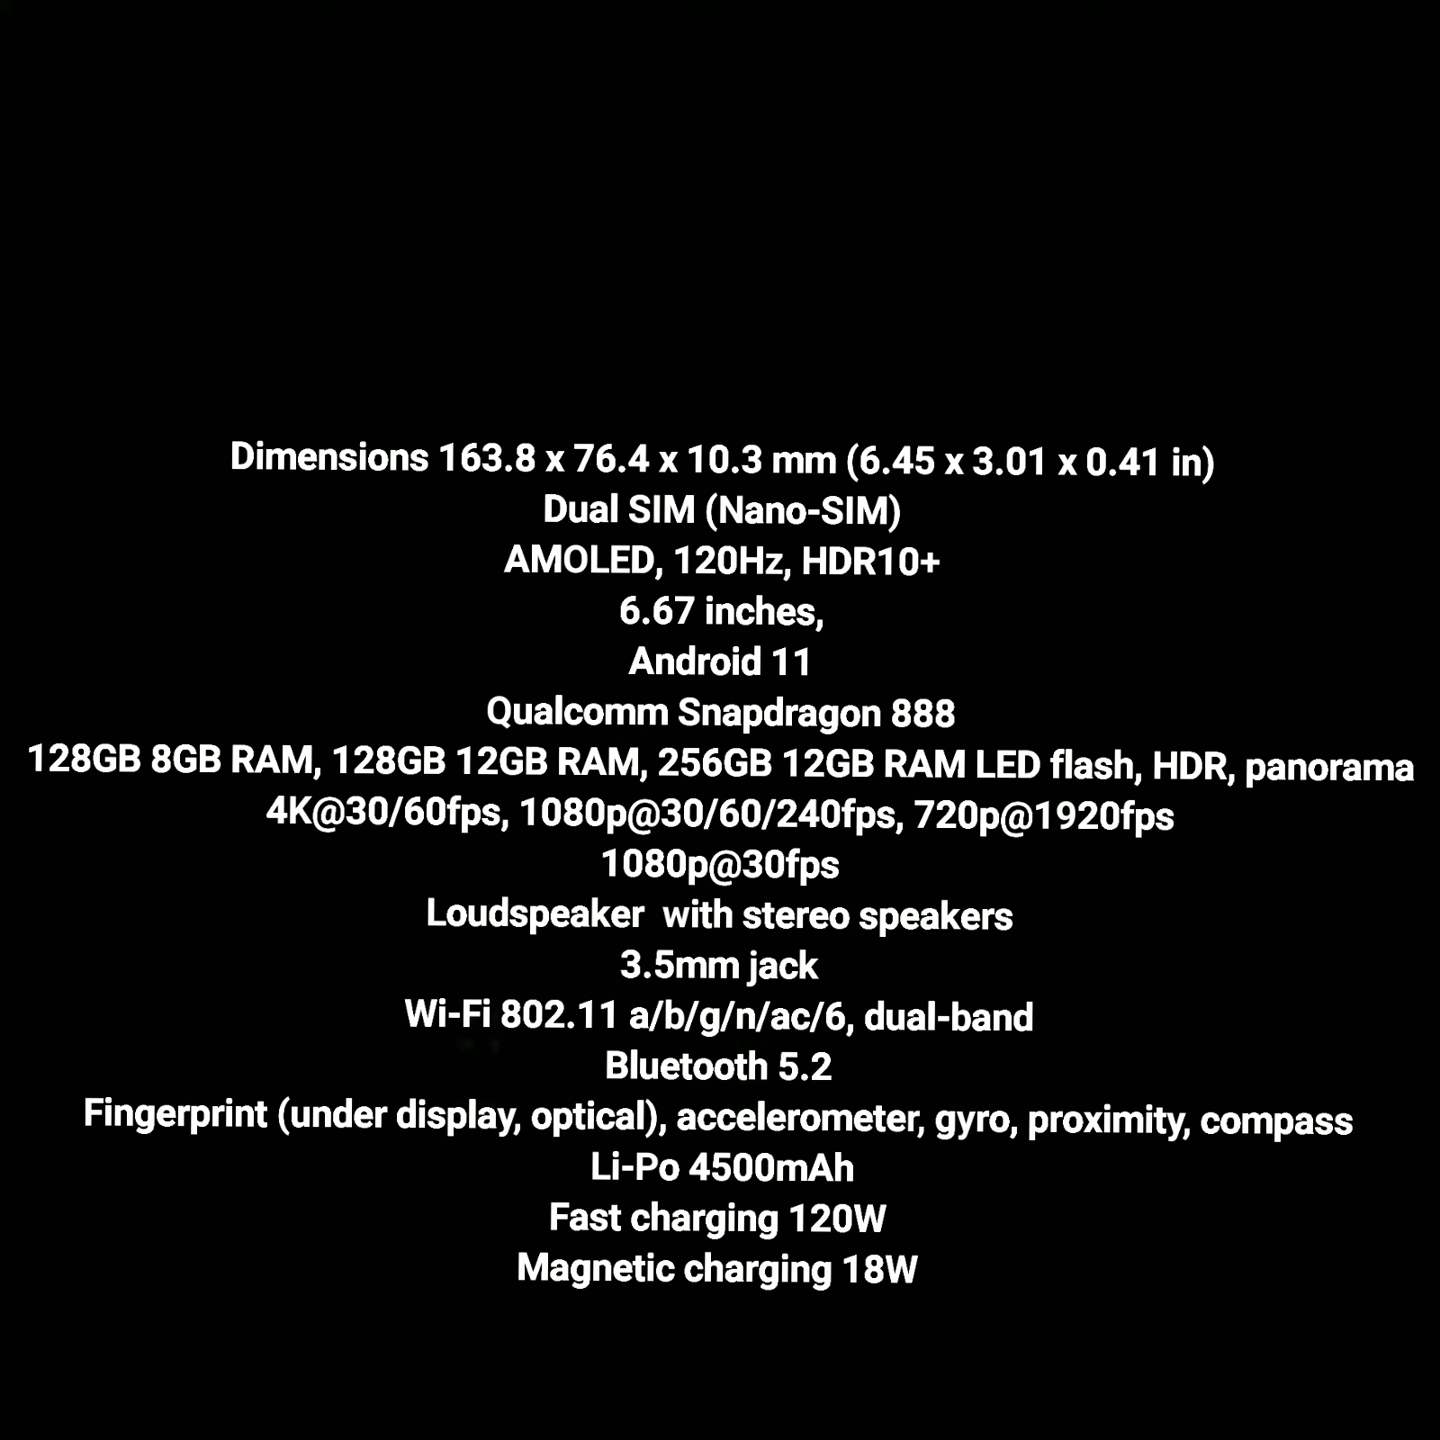 Dimensions 163.8 x 76.4 x 10.3 mm (6.45 x 3.01 x 0.41 in)
Dual SIM (Nano-SIM)
AMOLED, 120Hz, HDR10+
6.67 inches,
Android 11
Qualcomm Snapdragon 888
128GB 8GB RAM, 128GB 12GB RAM, 256GB 12GB RAM LED flash, HDR, panorama
4K@30/60fps, 1080p@30/60/240fps, 720p@1920fps
1080p@30fps
Loudspeaker with stereo speakers
3.5mm jack
Wi-Fi 802.11 a/b/g/n/ac/6, dual-band
Bluetooth 5.2
Fingerprint (under display, optical), accelerometer, gyro, proximity, compass
Li-Po 4500mAh
Fast charging 120W
Magnetic charging 18W